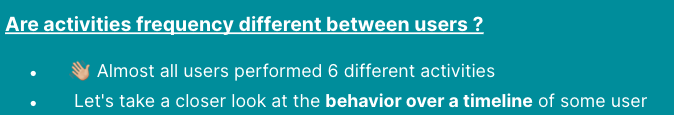 Are activities frequency different between users ?
• 👋🏼 Almost all users performed 6 different activities
• Let's take a closer look at the behavior over a timeline of some user